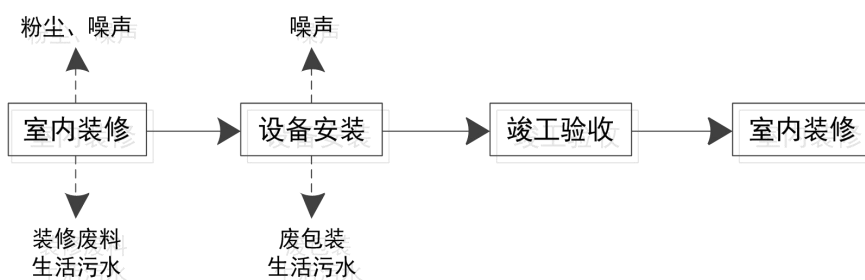 粉尘、噪声
噪声
室内装修
设备安装
竣工验收
室内装修
装修废料
生活污水
废包装
生活污水